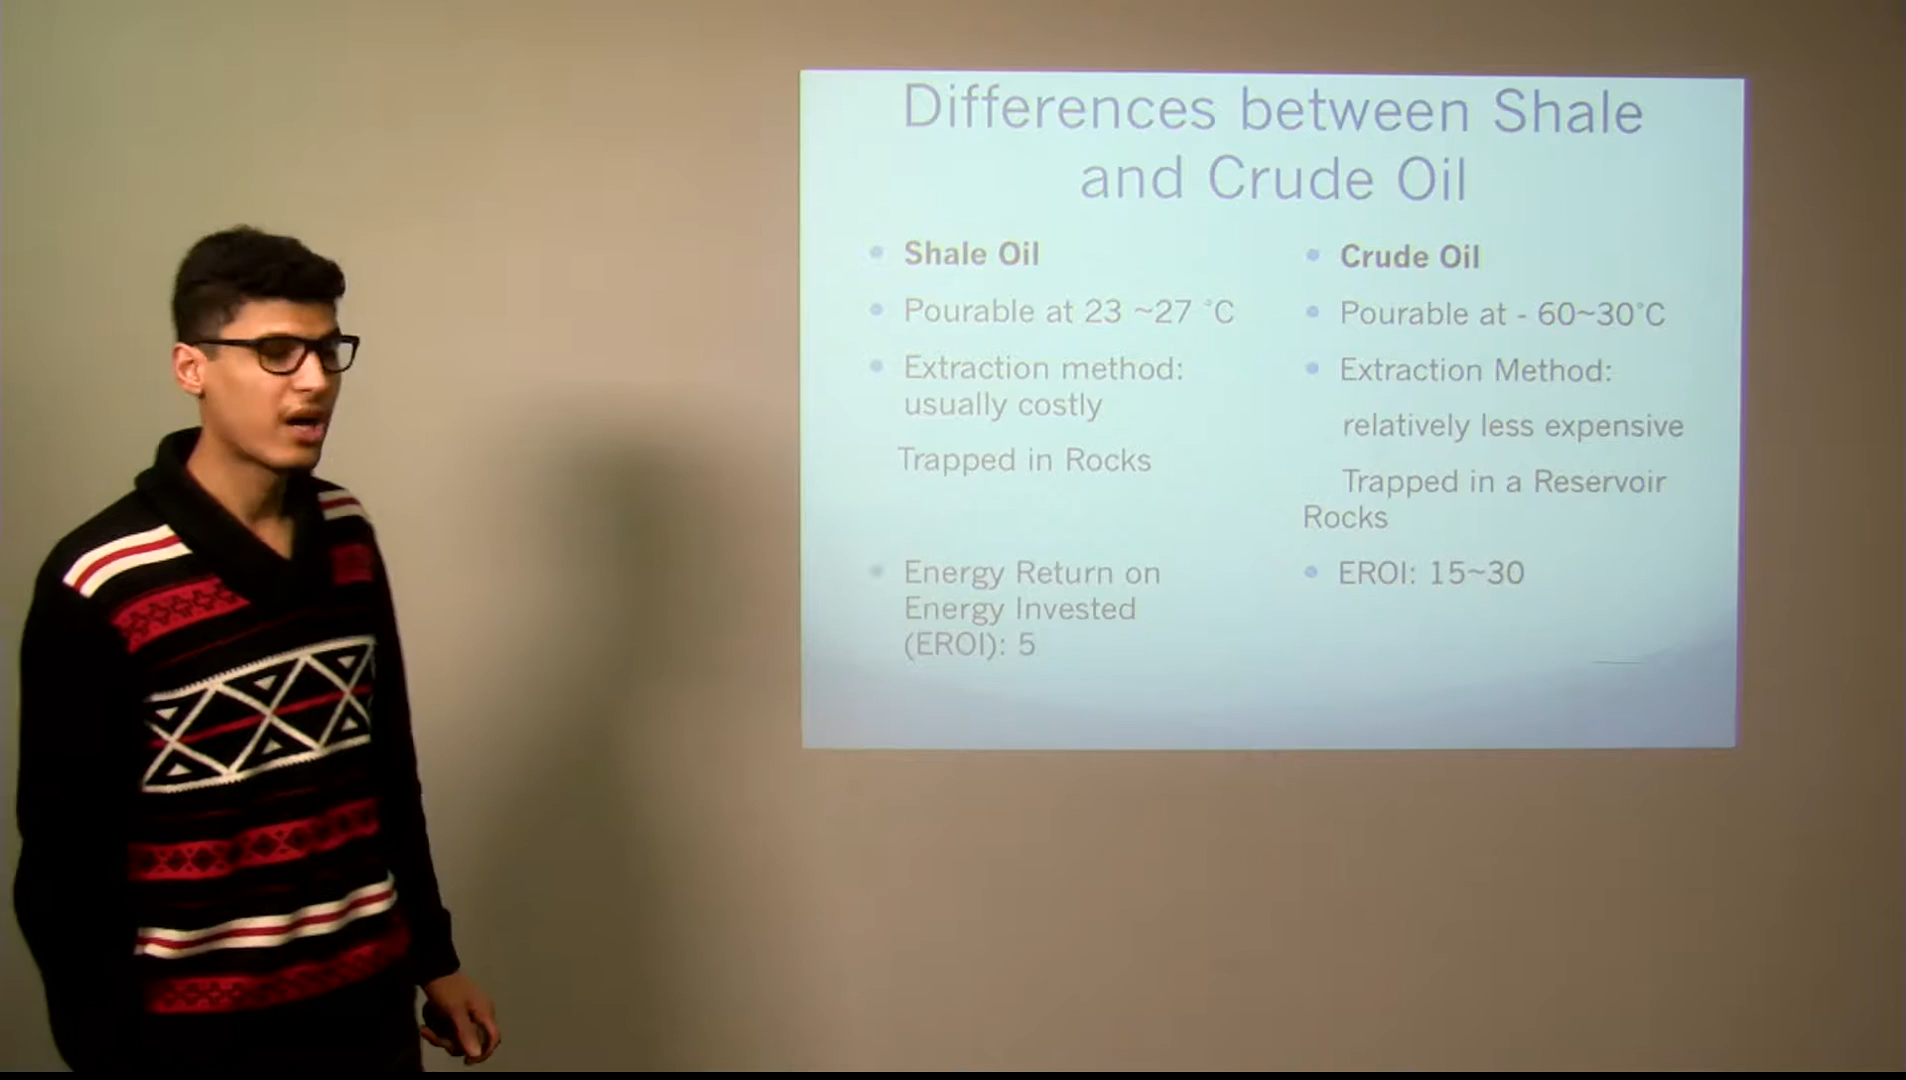 Differences between Shale
and Crude Oil
Shale Oil
Pourable at 23 ~27 °C
Extraction method:
usually costly
Trapped in Rocks
Energy Return on
Energy Invested
(EROI): 5
Crude Oil
Pourable at - 60~30°C
Extraction Method:
relatively less expensive
Trapped in a Reservoir
Rocks
EROI: 15~30